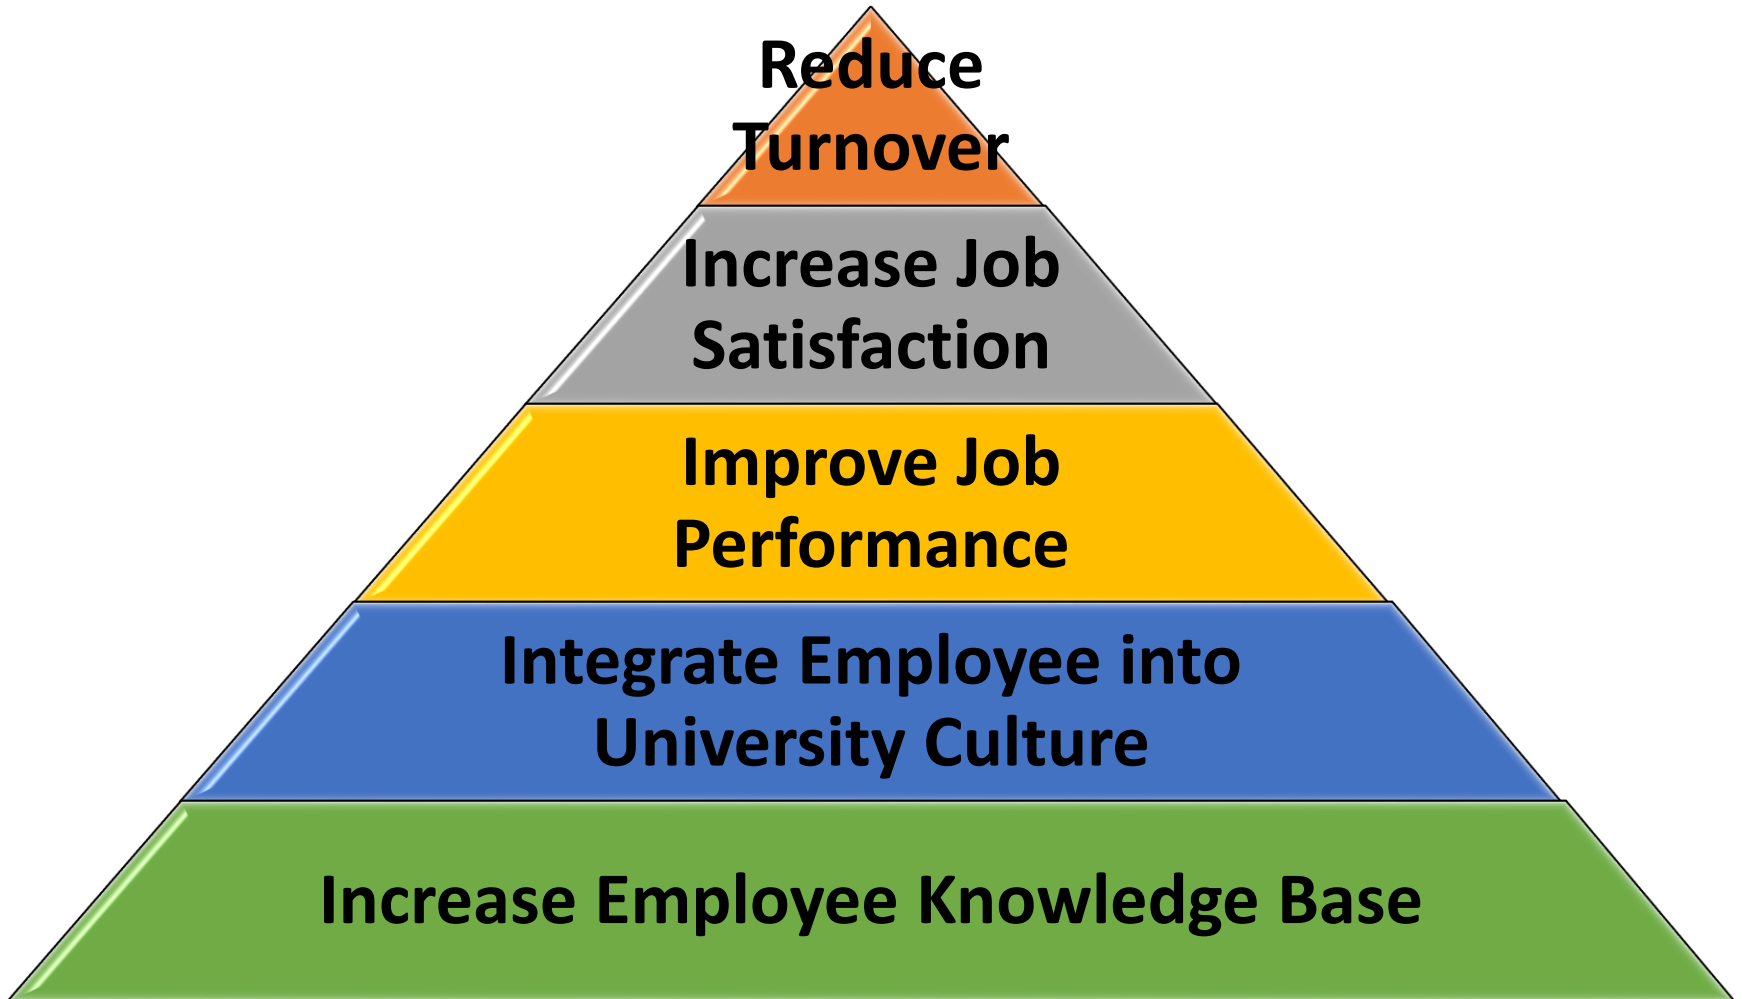 Reduce
Turnover
Increase Job
Satisfaction
Improve Job
Performance
Integrate Employee into
University Culture
Increase Employee Knowledge Base